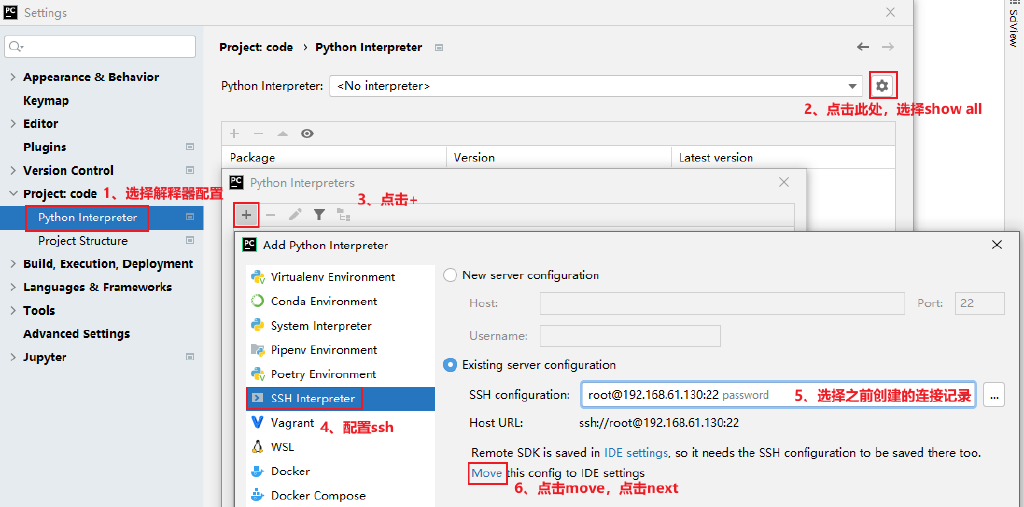 Settings
SciView
Project: code › Python Interpreter
Appearance & Behavior
Python Interpreter: <No interpreter>
Keymap
2、点击此处，选择show all
Editor
Plugins
Package Version Latest version
Version Control
Project: code 1、选择解释器配置
Python Interpreters
3、点击+
Python Interpreter
Project Structure
Add Python Interpreter
Build, Execution, Deployment
Languages & Frameworks
Tools
Advanced Settings
Jupyter
Virtualenv Environment
Conda Environment
System Interpreter
Pipenv Environment
Poetry Environment
SSH Interpreter
Vagrant 4、配置ssh
WSL
Docker
Docker Compose
New server configuration
Host: Port: 22
Username:
Existing server configuration
SSH configuration: root@192.168.61.130:22 password 5、选择之前创建的连接记录 ...
Host URL: ssh://root@192.168.61.130:22
Remote SDK is saved in IDE settings, so it needs the SSH configuration to be saved there too.
Move this config to IDE settings
6、点击move，点击next